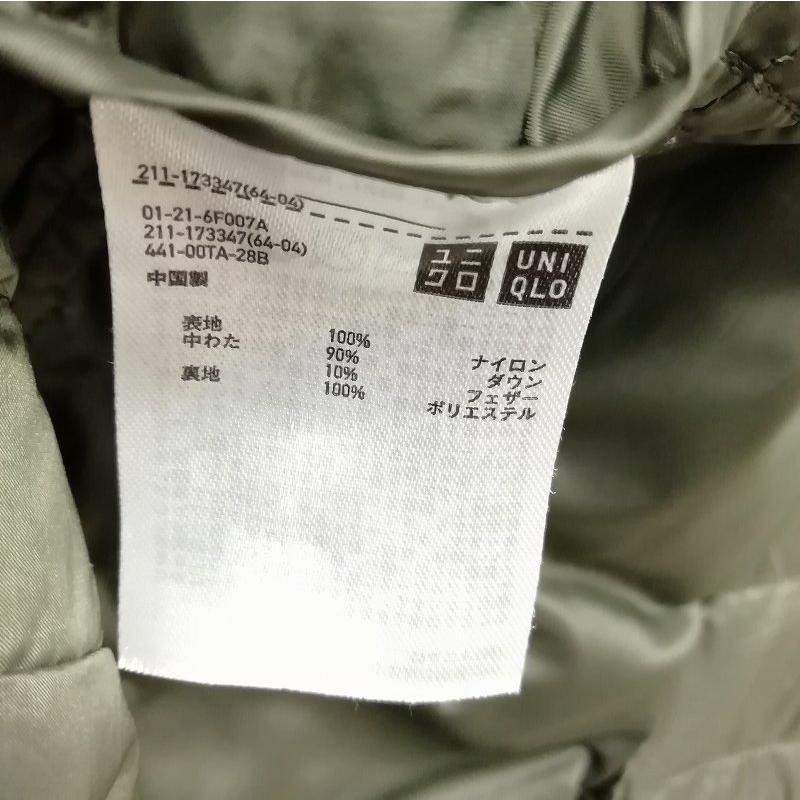 211-173347(64-04)
01-21-6F007A
211-173347(64-04)
441-00TA-28B
中国製
ユニ
クロ
UNI
QLO
表地 100% ナイロン
中わた 90% ダウン
10% フェザー
裏地 100% ポリエステル